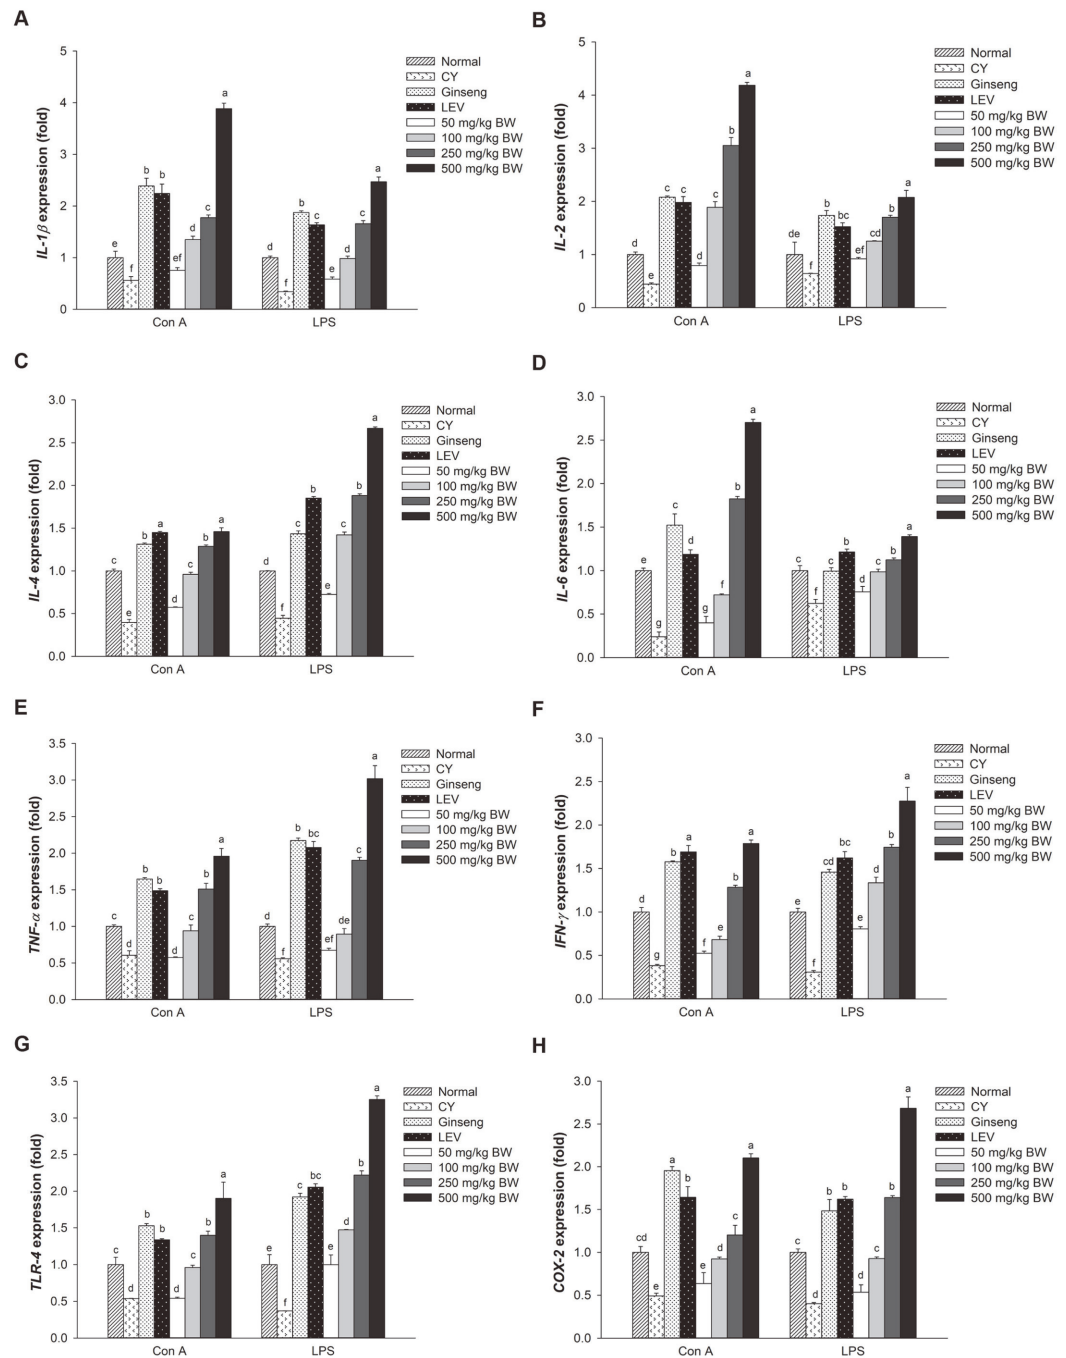 A
IL-1β expression (fold)
5
4
3
2
1
0
e
f
b
b
ef
d
c
a
d
f
b
c
e
d
c
a
Con A
LPS
Normal
CY
Ginseng
LEV
50 mg/kg BW
100 mg/kg BW
250 mg/kg BW
500 mg/kg BW
B
IL-2 expression (fold)
5
4
3
2
1
0
d
e
c
c
d
c
b
a
de
f
b
bc
ef
cd
b
a
Con A
LPS
Normal
CY
Ginseng
LEV
50 mg/kg BW
100 mg/kg BW
250 mg/kg BW
500 mg/kg BW
C
IL-4 expression (fold)
3.0
2.5
2.0
1.5
1.0
0.5
0.0
c
e
b
a
d
c
b
a
d
f
c
b
e
c
b
a
Con A
LPS
Normal
CY
Ginseng
LEV
50 mg/kg BW
100 mg/kg BW
250 mg/kg BW
500 mg/kg BW
D
IL-6 expression (fold)
3.0
2.5
2.0
1.5
1.0
0.5
0.0
e
g
c
d
g
f
b
a
c
f
c
b
d
c
b
a
Con A
LPS
Normal
CY
Ginseng
LEV
50 mg/kg BW
100 mg/kg BW
250 mg/kg BW
500 mg/kg BW
E
TNF-α expression (fold)
3.5
3.0
2.5
2.0
1.5
1.0
0.5
0.0
c
d
b
b
d
c
b
a
d
f
b
bc
ef
de
c
a
Con A
LPS
Normal
CY
Ginseng
LEV
50 mg/kg BW
100 mg/kg BW
250 mg/kg BW
500 mg/kg BW
F
IFN-γ expression (fold)
3.0
2.5
2.0
1.5
1.0
0.5
0.0
d
g
b
a
f
e
c
a
e
f
cd
bc
e
d
b
a
Con A
LPS
Normal
CY
Ginseng
LEV
50 mg/kg BW
100 mg/kg BW
250 mg/kg BW
500 mg/kg BW
G
TLR-4 expression (fold)
3.5
3.0
2.5
2.0
1.5
1.0
0.5
0.0
c
d
b
b
d
c
b
a
e
f
c
bc
e
d
b
a
Con A
LPS
Normal
CY
Ginseng
LEV
50 mg/kg BW
100 mg/kg BW
250 mg/kg BW
500 mg/kg BW
H
COX-2 expression (fold)
3.0
2.5
2.0
1.5
1.0
0.5
0.0
cd
e
a
b
e
d
c
a
c
d
b
b
d
c
b
a
Con A
LPS
Normal
CY
Ginseng
LEV
50 mg/kg BW
100 mg/kg BW
250 mg/kg BW
500 mg/kg BW